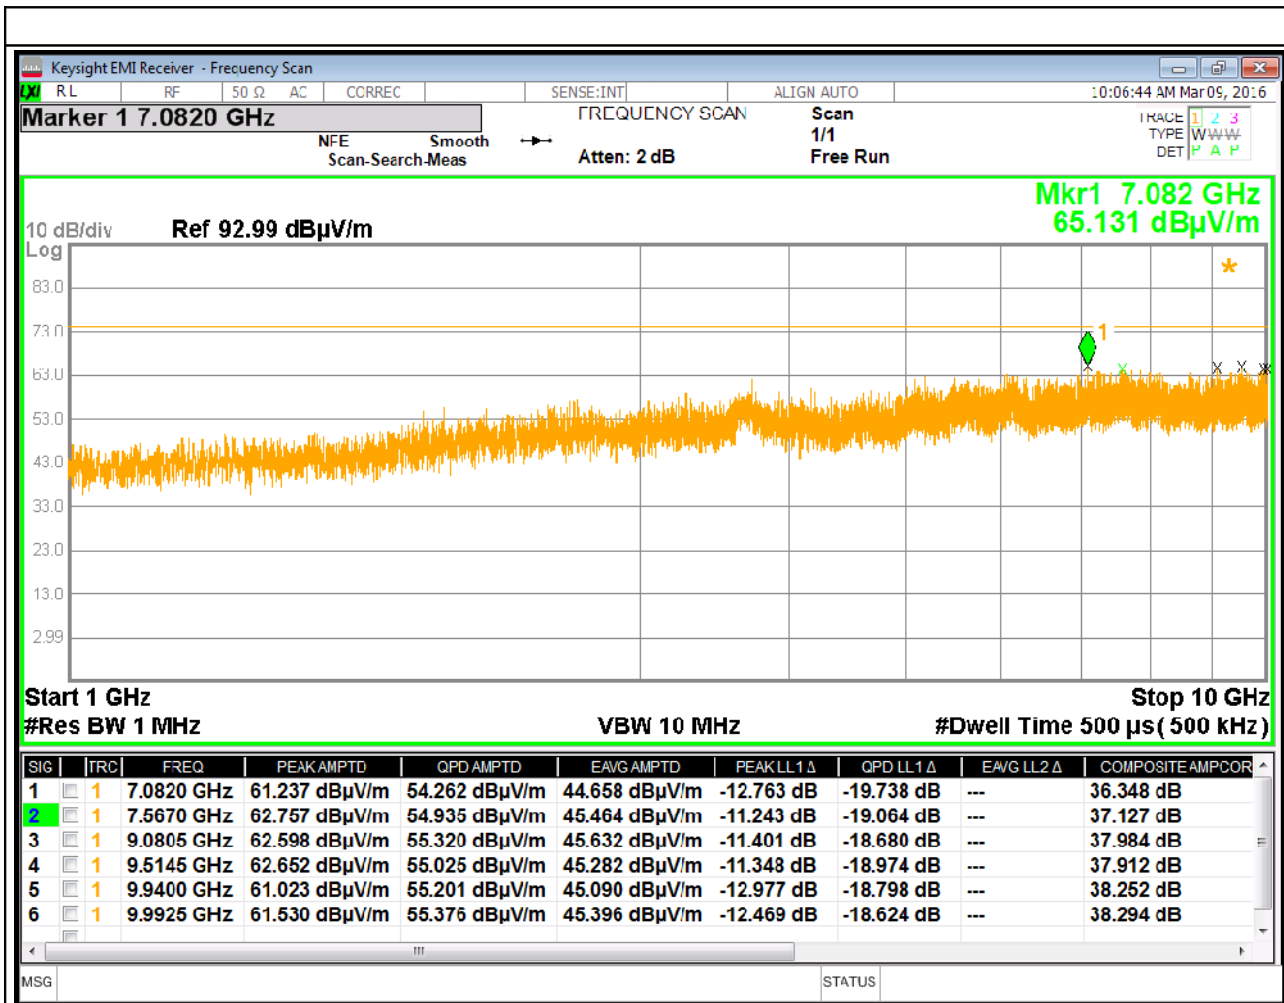 Keysight EMI Receiver - Frequency Scan
LXI RL RF 50 Ω AC CORREC SENSE:INT ALIGN AUTO 10:06:44 AM Mar 09, 2016
Marker 1 7.0820 GHz FREQUENCY SCAN Scan TRACE 1 2 3
NFE Smooth 1/1 TYPE W W W
Scan-Search-Meas Atten: 2 dB Free Run DET P A P
Mkr1 7.082 GHz
10 dB/div Ref 92.99 dBµV/m 65.131 dBµV/m
Log
83.0
73.0
1
63.0
53.0
43.0
33.0
23.0
13.0
2.99
Start 1 GHz Stop 10 GHz
#Res BW 1 MHz VBW 10 MHz #Dwell Time 500 µs (500 kHz)
SIG TRC FREQ PEAK AMPTD QPD AMPTD EAVG AMPTD PEAK LL1 Δ QPD LL1 Δ EAVG LL2 Δ COMPOSITE AMPCOR
1 1 7.0820 GHz 61.237 dBµV/m 54.262 dBµV/m 44.658 dBµV/m -12.763 dB -19.738 dB --- 36.348 dB
2 1 7.5670 GHz 62.757 dBµV/m 54.935 dBµV/m 45.464 dBµV/m -11.243 dB -19.064 dB --- 37.127 dB
3 1 9.0805 GHz 62.598 dBµV/m 55.320 dBµV/m 45.632 dBµV/m -11.401 dB -18.680 dB --- 37.984 dB
4 1 9.5145 GHz 62.652 dBµV/m 55.025 dBµV/m 45.282 dBµV/m -11.348 dB -18.974 dB --- 37.912 dB
5 1 9.9400 GHz 61.023 dBµV/m 55.201 dBµV/m 45.090 dBµV/m -12.977 dB -18.798 dB --- 38.252 dB
6 1 9.9925 GHz 61.530 dBµV/m 55.376 dBµV/m 45.396 dBµV/m -12.469 dB -18.624 dB --- 38.294 dB
MSG STATUS